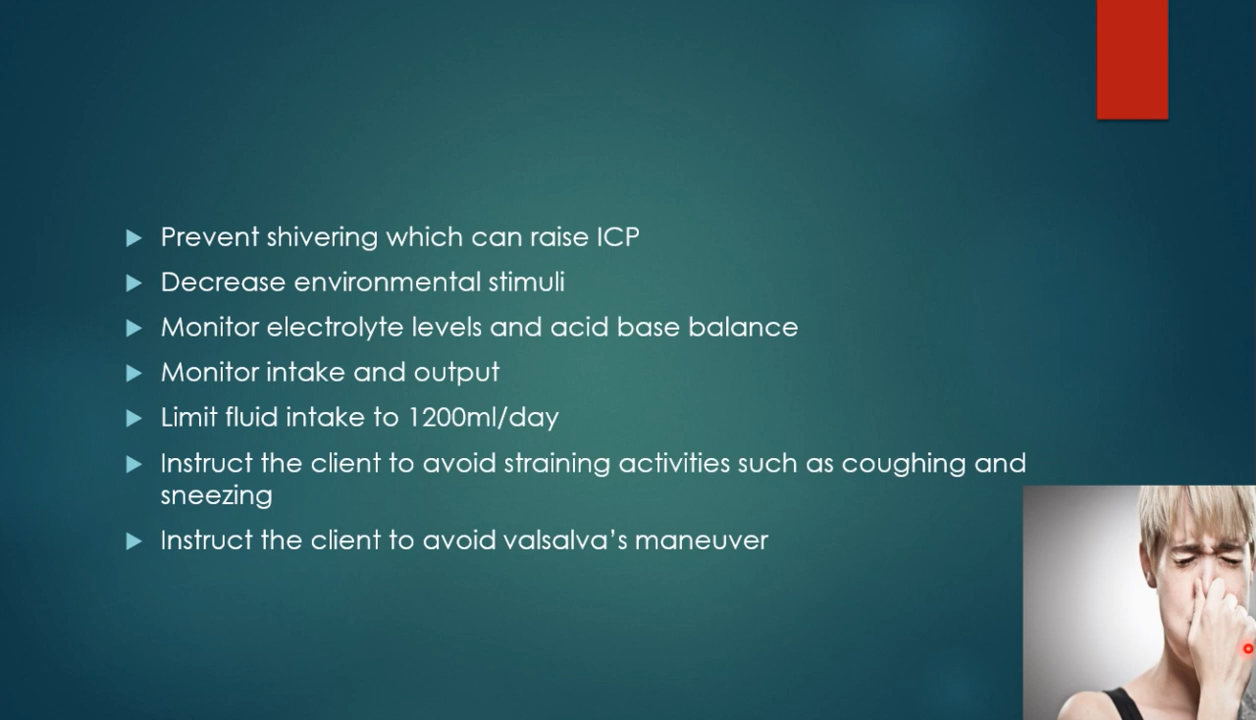 Prevent shivering which can raise ICP
Decrease environmental stimuli
Monitor electrolyte levels and acid base balance
Monitor intake and output
Limit fluid intake to 1200ml/day
Instruct the client to avoid straining activities such as coughing and
sneezing
Instruct the client to avoid valsalva’s maneuver